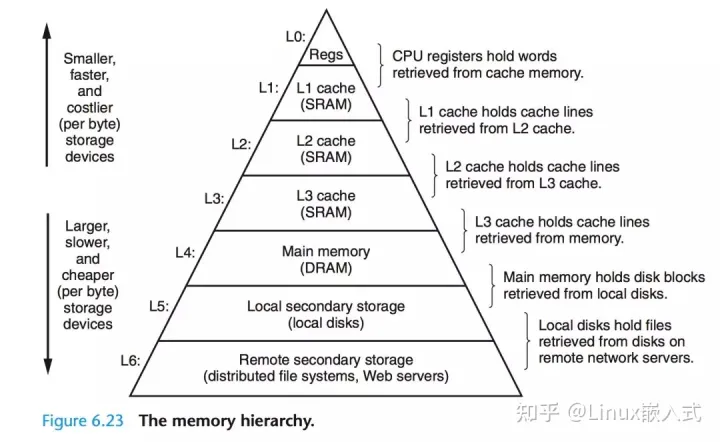 L0:
Regs
CPU registers hold words
retrieved from cache memory.
Smaller,
faster,
and
costlier
(per byte)
storage
devices
L1:
L1 cache
(SRAM)
L1 cache holds cache lines
retrieved from L2 cache.
L2:
L2 cache
(SRAM)
L2 cache holds cache lines
retrieved from L3 cache.
L3:
L3 cache
(SRAM)
L3 cache holds cache lines
retrieved from memory.
Larger,
slower,
and
cheaper
(per byte)
storage
devices
L4:
Main memory
(DRAM)
Main memory holds disk blocks
retrieved from local disks.
L5:
Local secondary storage
(local disks)
Local disks hold files
retrieved from disks on
remote network servers.
L6:
Remote secondary storage
(distributed file systems, Web servers)
Figure 6.23 The memory hierarchy.
知乎 @Linux嵌入式